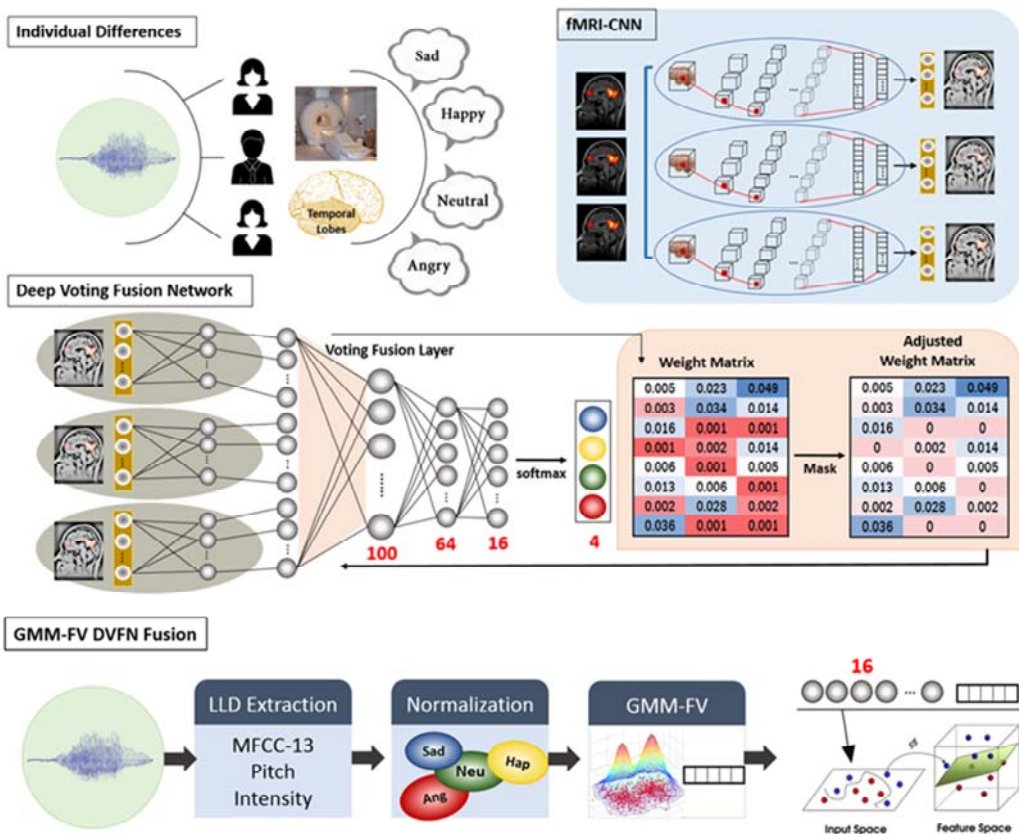 Individual Differences
Sad
Happy
Neutral
Angry
Temporal
Lobes
fMRI-CNN
Deep Voting Fusion Network
Voting Fusion Layer
100
64
16
softmax
4
Weight Matrix
0.005 0.023 0.049
0.003 0.034 0.014
0.016 0.001 0.001
0.001 0.002 0.014
0.006 0.001 0.005
0.013 0.006 0.001
0.002 0.028 0.002
0.036 0.001 0.001
Mask
Adjusted
Weight Matrix
0.005 0.023 0.049
0.003 0.034 0.014
0.016 0 0
0 0.002 0.014
0.006 0 0.005
0.013 0.006 0
0.002 0.028 0.002
0.036 0 0
GMM-FV DVFN Fusion
LLD Extraction
MFCC-13
Pitch
Intensity
Normalization
Sad
Neu
Hap
Ang
GMM-FV
16
Input Space
Feature Space